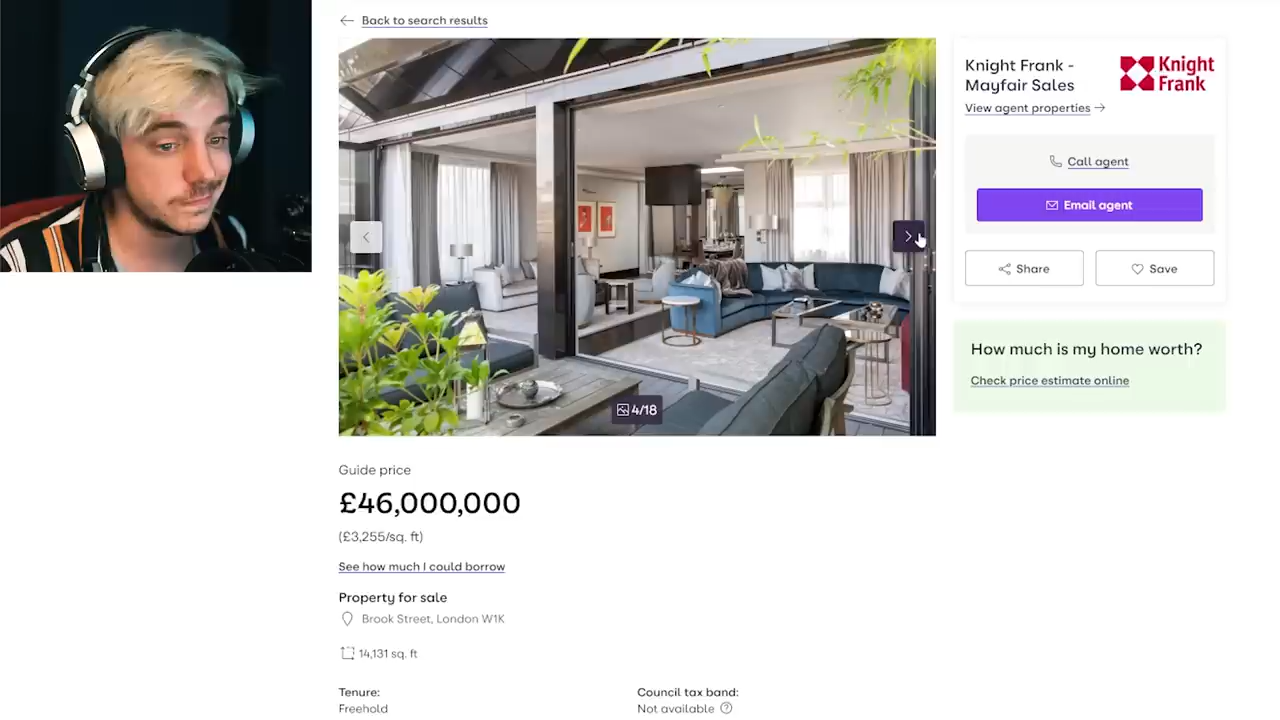 Back to search results
4/18
Knight Frank -
Mayfair Sales
Knight
Frank
View agent properties
Call agent
Email agent
Share
Save
How much is my home worth?
Check price estimate online
Guide price
£46,000,000
(£3,255/sq. ft)
See how much I could borrow
Property for sale
Brook Street, London W1K
14,131 sq. ft
Tenure:
Freehold
Council tax band:
Not available